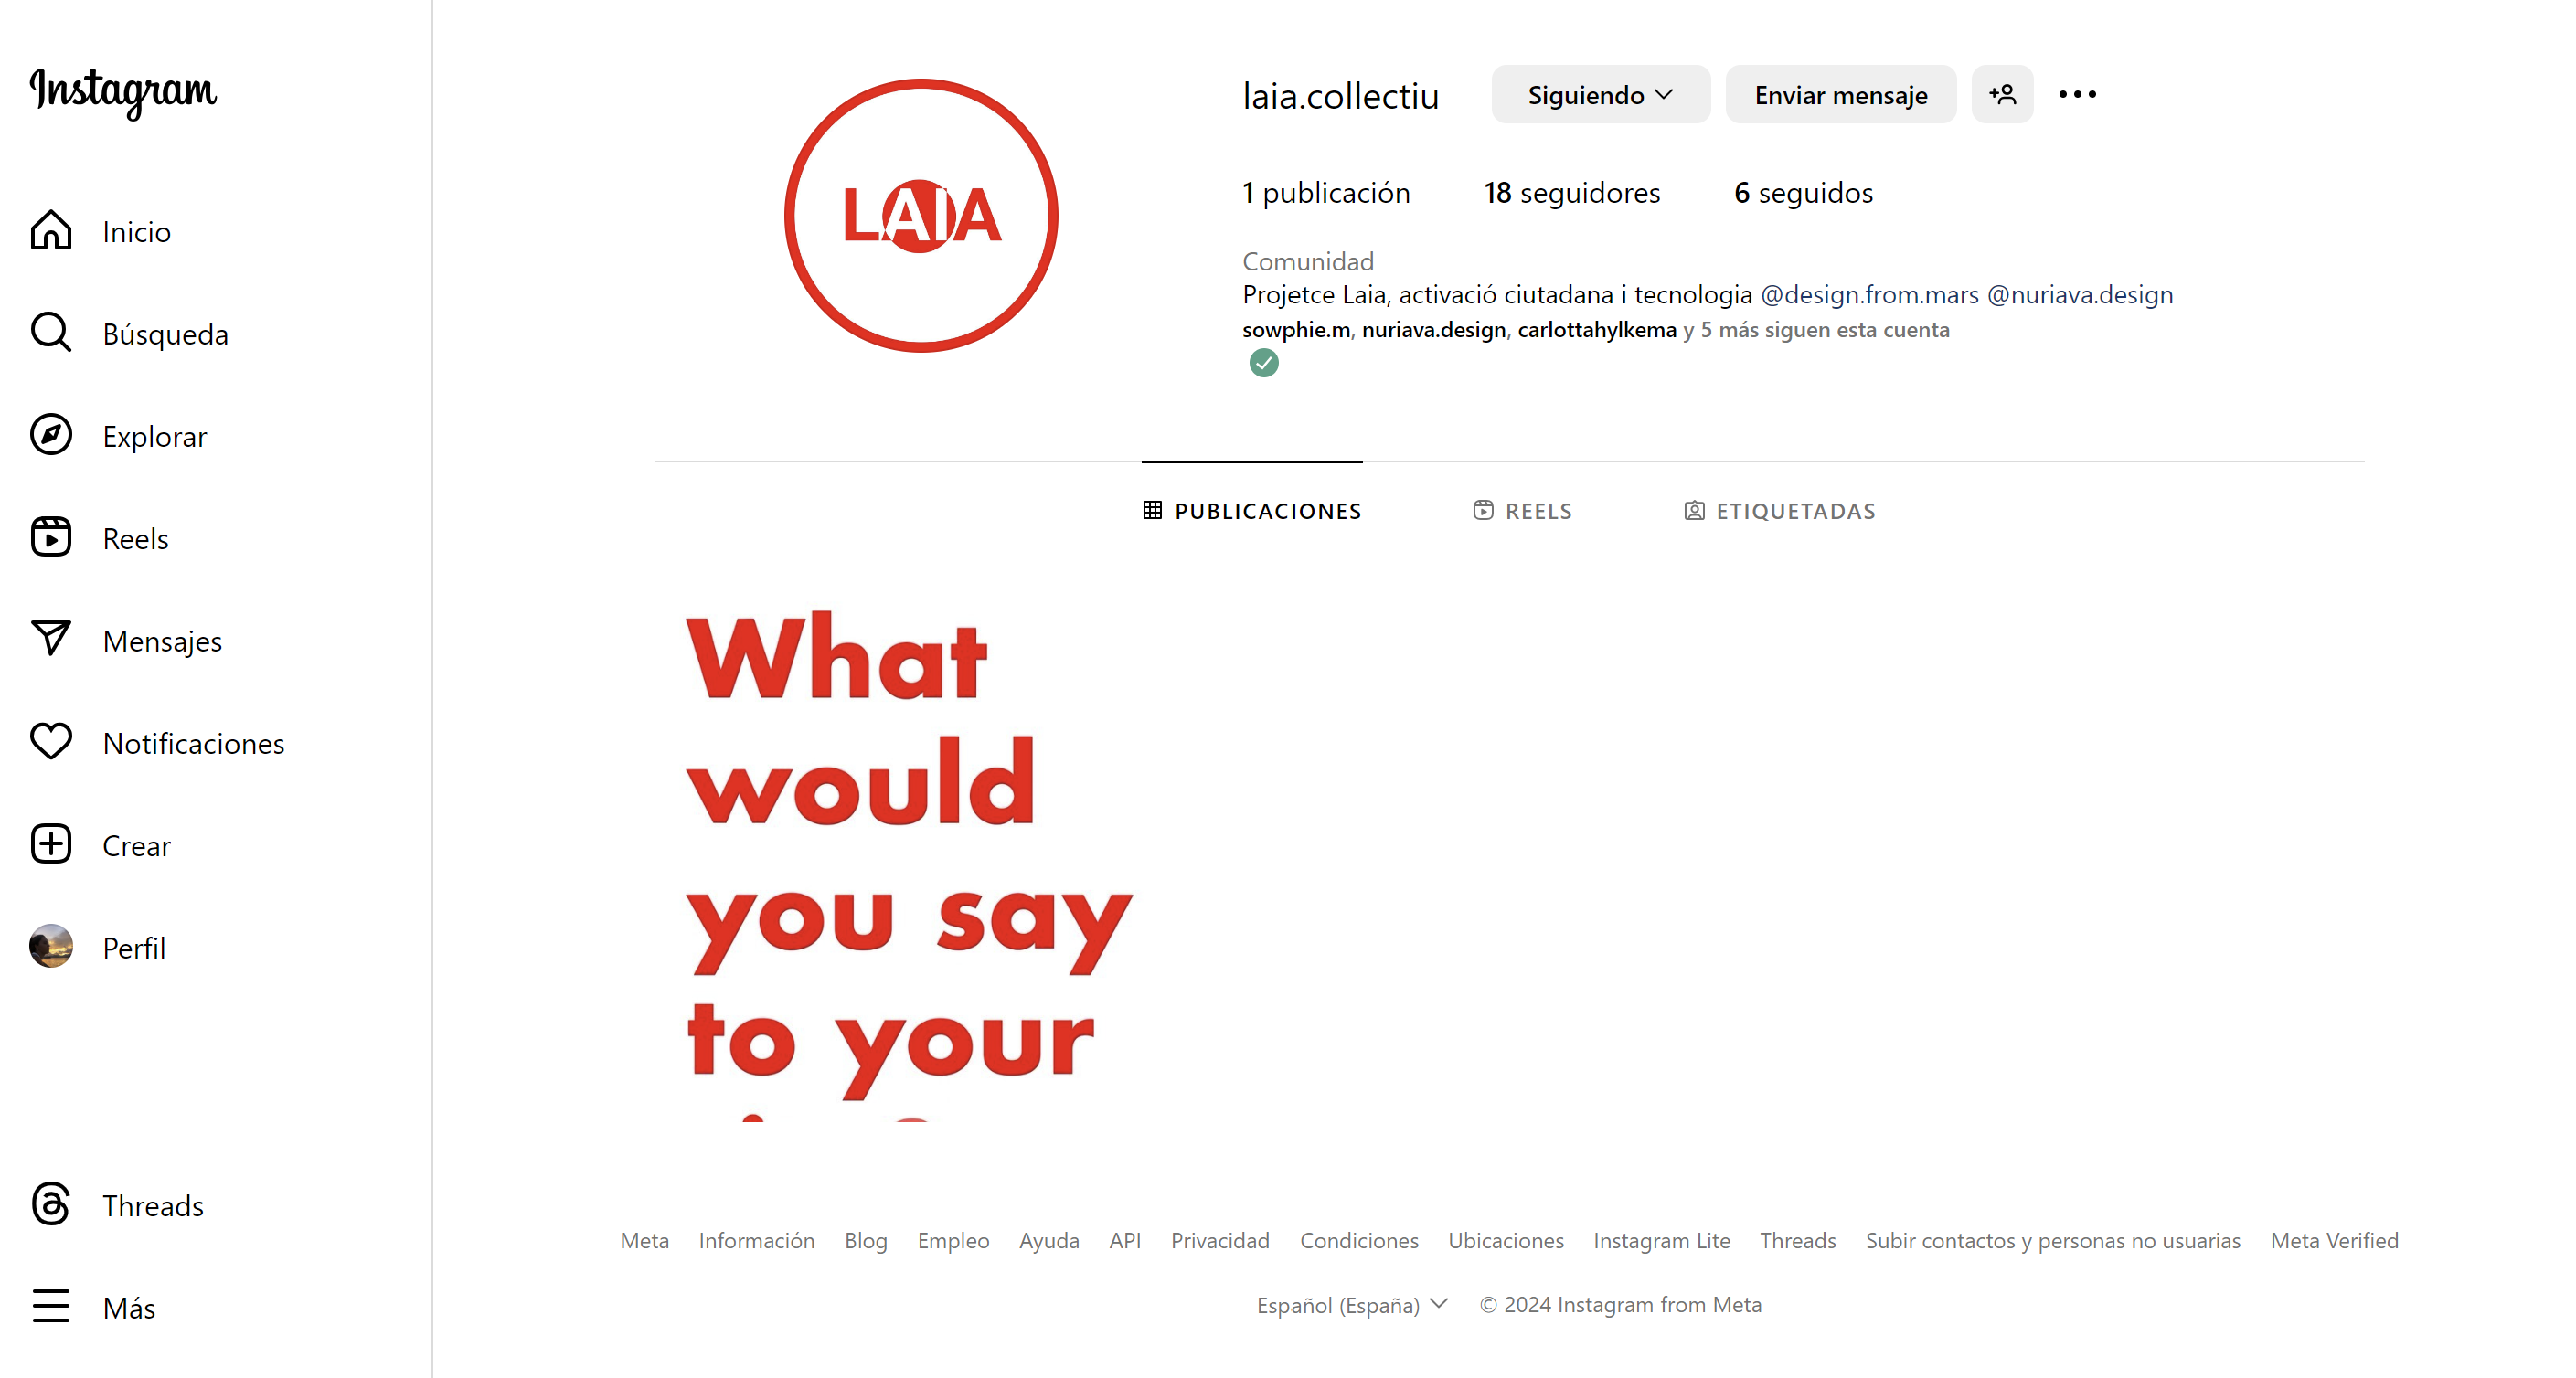 Instagram
Inicio
Búsqueda
Explorar
Reels
Mensajes
Notificaciones
Crear
Perfil
Threads
Más
LAIA
laia.collectiu
Siguiendo
Enviar mensaje
1 publicación 18 seguidores 6 seguidos
Comunidad
Projetce Laia, activació ciutadana i tecnologia @design.from.mars @nuriava.design
sowphie.m, nuriava.design, carlottahylkema y 5 más siguen esta cuenta
PUBLICACIONES REELS ETIQUETADAS
What
would
you say
to your
Meta Información Blog Empleo Ayuda API Privacidad Condiciones Ubicaciones Instagram Lite Threads Subir contactos y personas no usuarias Meta Verified
Español (España) © 2024 Instagram from Meta